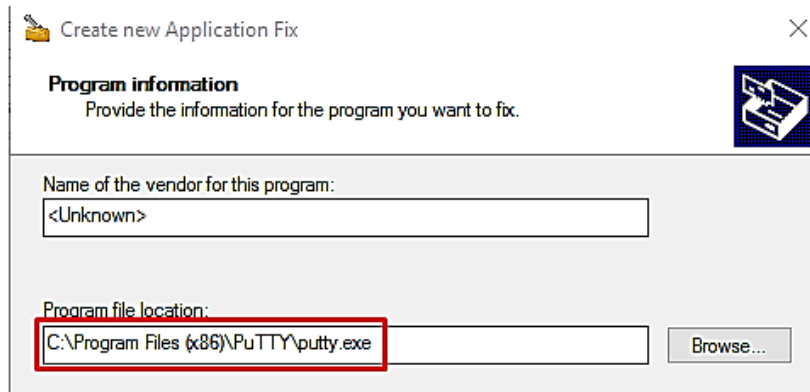 Create new Application Fix
Program information
Provide the information for the program you want to fix.
Name of the vendor for this program:
<Unknown>
Program file location:
C:\Program Files (x86)\PuTTY\putty.exe
Browse...